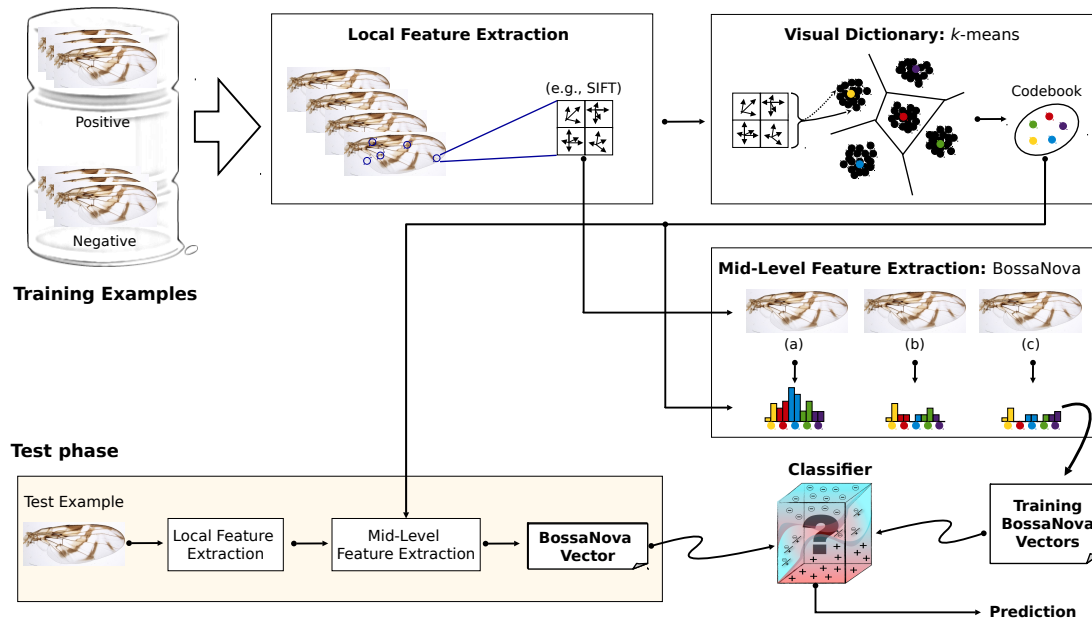 Positive
Negative
Training Examples
Local Feature Extraction
(e.g., SIFT)
Visual Dictionary: k-means
Codebook
Mid-Level Feature Extraction: BossaNova
(a)
(b)
(c)
Test phase
Test Example
Local Feature
Extraction
Mid-Level
Feature Extraction
BossaNova
Vector
Classifier
?
Training
BossaNova
Vectors
Prediction